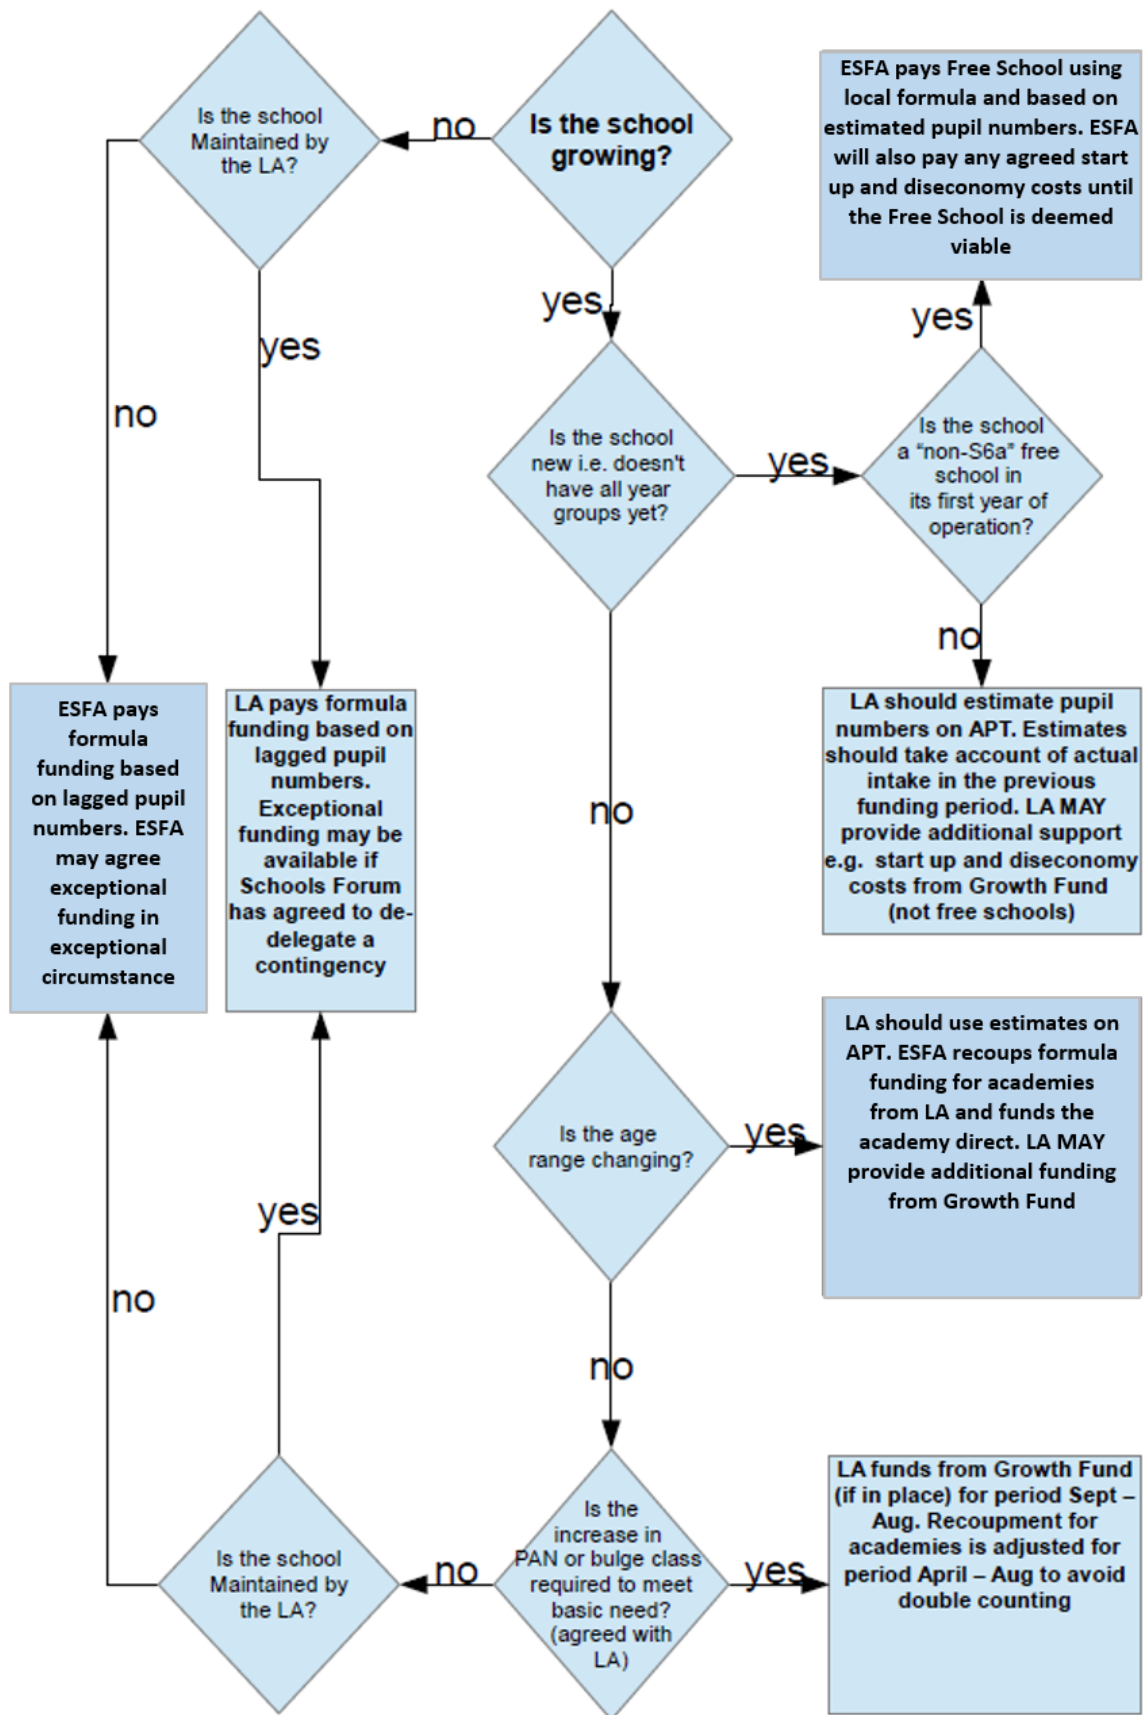 Is the school
growing?
no
Is the school
Maintained by
the LA?
ESFA pays Free School using
local formula and based on
estimated pupil numbers. ESFA
will also pay any agreed start
up and diseconomy costs until
the Free School is deemed
viable
yes
yes
yes
no
Is the school
new i.e. doesn't
have all year
groups yet?
yes
Is the school
a “non-S6a” free
school in
its first year of
operation?
no
no
ESFA pays
formula
funding based
on lagged pupil
numbers. ESFA
may agree
exceptional
funding in
exceptional
circumstance
LA pays formula
funding based on
lagged pupil
numbers.
Exceptional
funding may be
available if
Schools Forum
has agreed to de-
delegate a
contingency
LA should estimate pupil
numbers on APT. Estimates
should take account of actual
intake in the previous
funding period. LA MAY
provide additional support
e.g.  start up and diseconomy
costs from Growth Fund
(not free schools)
Is the age
range changing?
yes
LA should use estimates on
APT. ESFA recoups formula
funding for academies
from LA and funds the
academy direct. LA MAY
provide additional funding
from Growth Fund
yes
no
no
Is the school
Maintained by
the LA?
no
Is the
increase in
PAN or bulge class
required to meet
basic need?
(agreed with
LA)
yes
LA funds from Growth Fund
(if in place) for period Sept –
Aug. Recoupment for
academies is adjusted for
period April – Aug to avoid
double counting